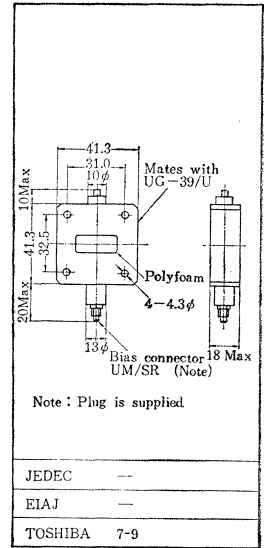 41.3
31.0
10φ
Mates with
UG-39/U
10Max
41.3
32.5
20Max
Polyfoam
4-4.3φ
13φ
Bias connector
UM/SR (Note)
18 Max
Note : Plug is supplied
JEDEC —
EIAJ —
TOSHIBA 7-9